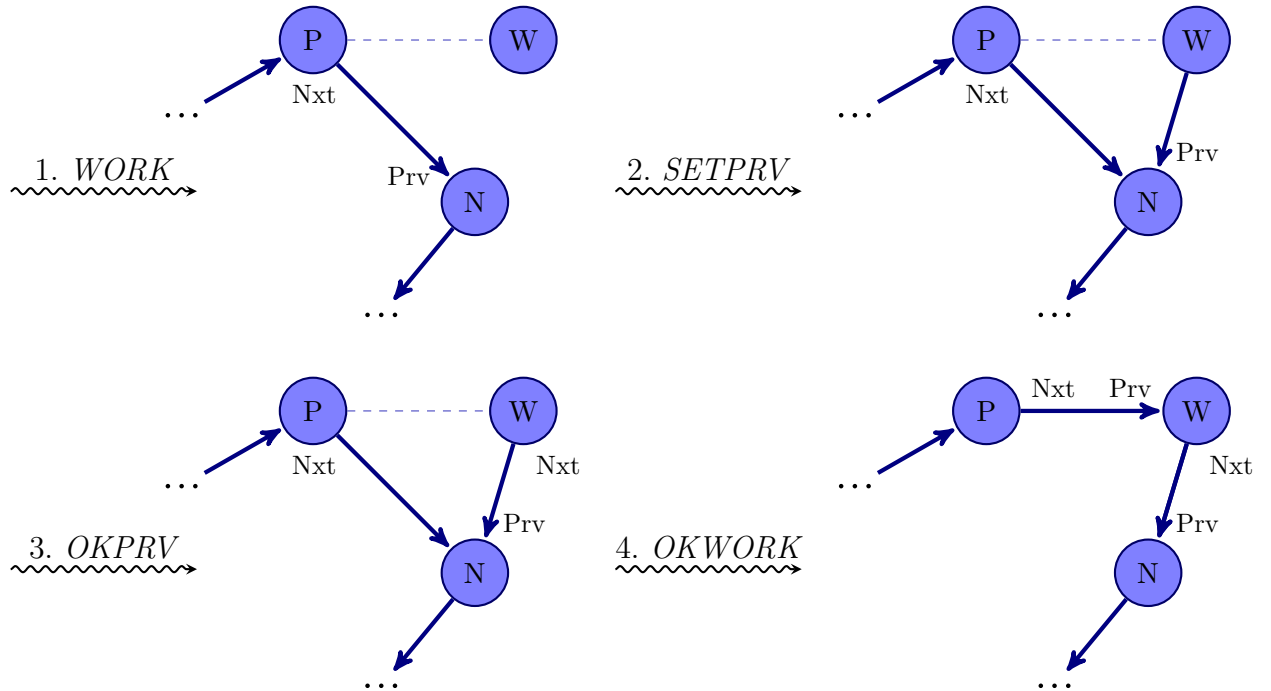 P
W
Nxt
...
1. WORK
Prv
N
...
P
W
Nxt
...
2. SETPRV
Prv
N
...
P
W
Nxt
Nxt
...
3. OKPRV
Prv
N
...
Nxt
Prv
P
W
Nxt
...
4. OKWORK
Prv
N
...